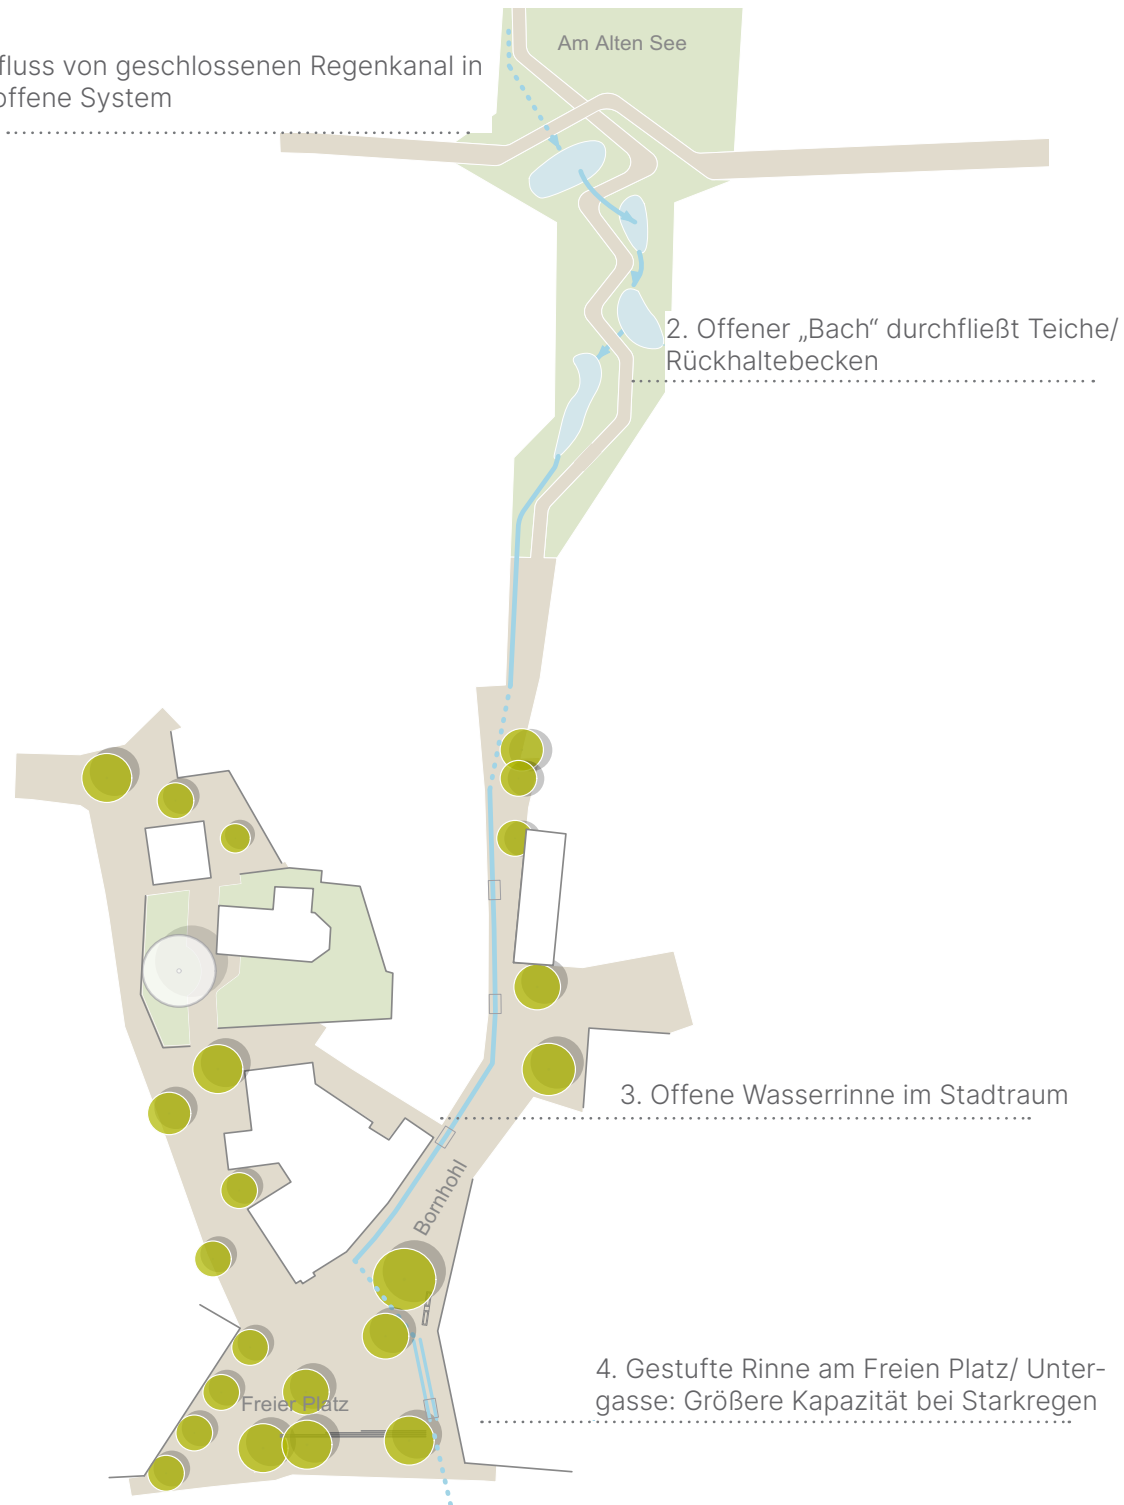 Am Alten See
fluss von geschlossenen Regenkanal in
offene System
2. Offener „Bach“ durchfließt Teiche/
Rückhaltebecken
3. Offene Wasserrinne im Stadtraum
Bornhohl
4. Gestufte Rinne am Freien Platz/ Unter-
gasse: Größere Kapazität bei Starkregen
Freier Platz